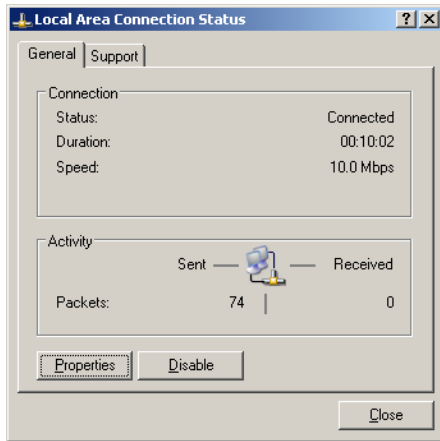 Local Area Connection Status
General Support
Connection
Status: Connected
Duration: 00:10:02
Speed: 10.0 Mbps
Activity
Sent Received
Packets: 74 0
Properties Disable
Close